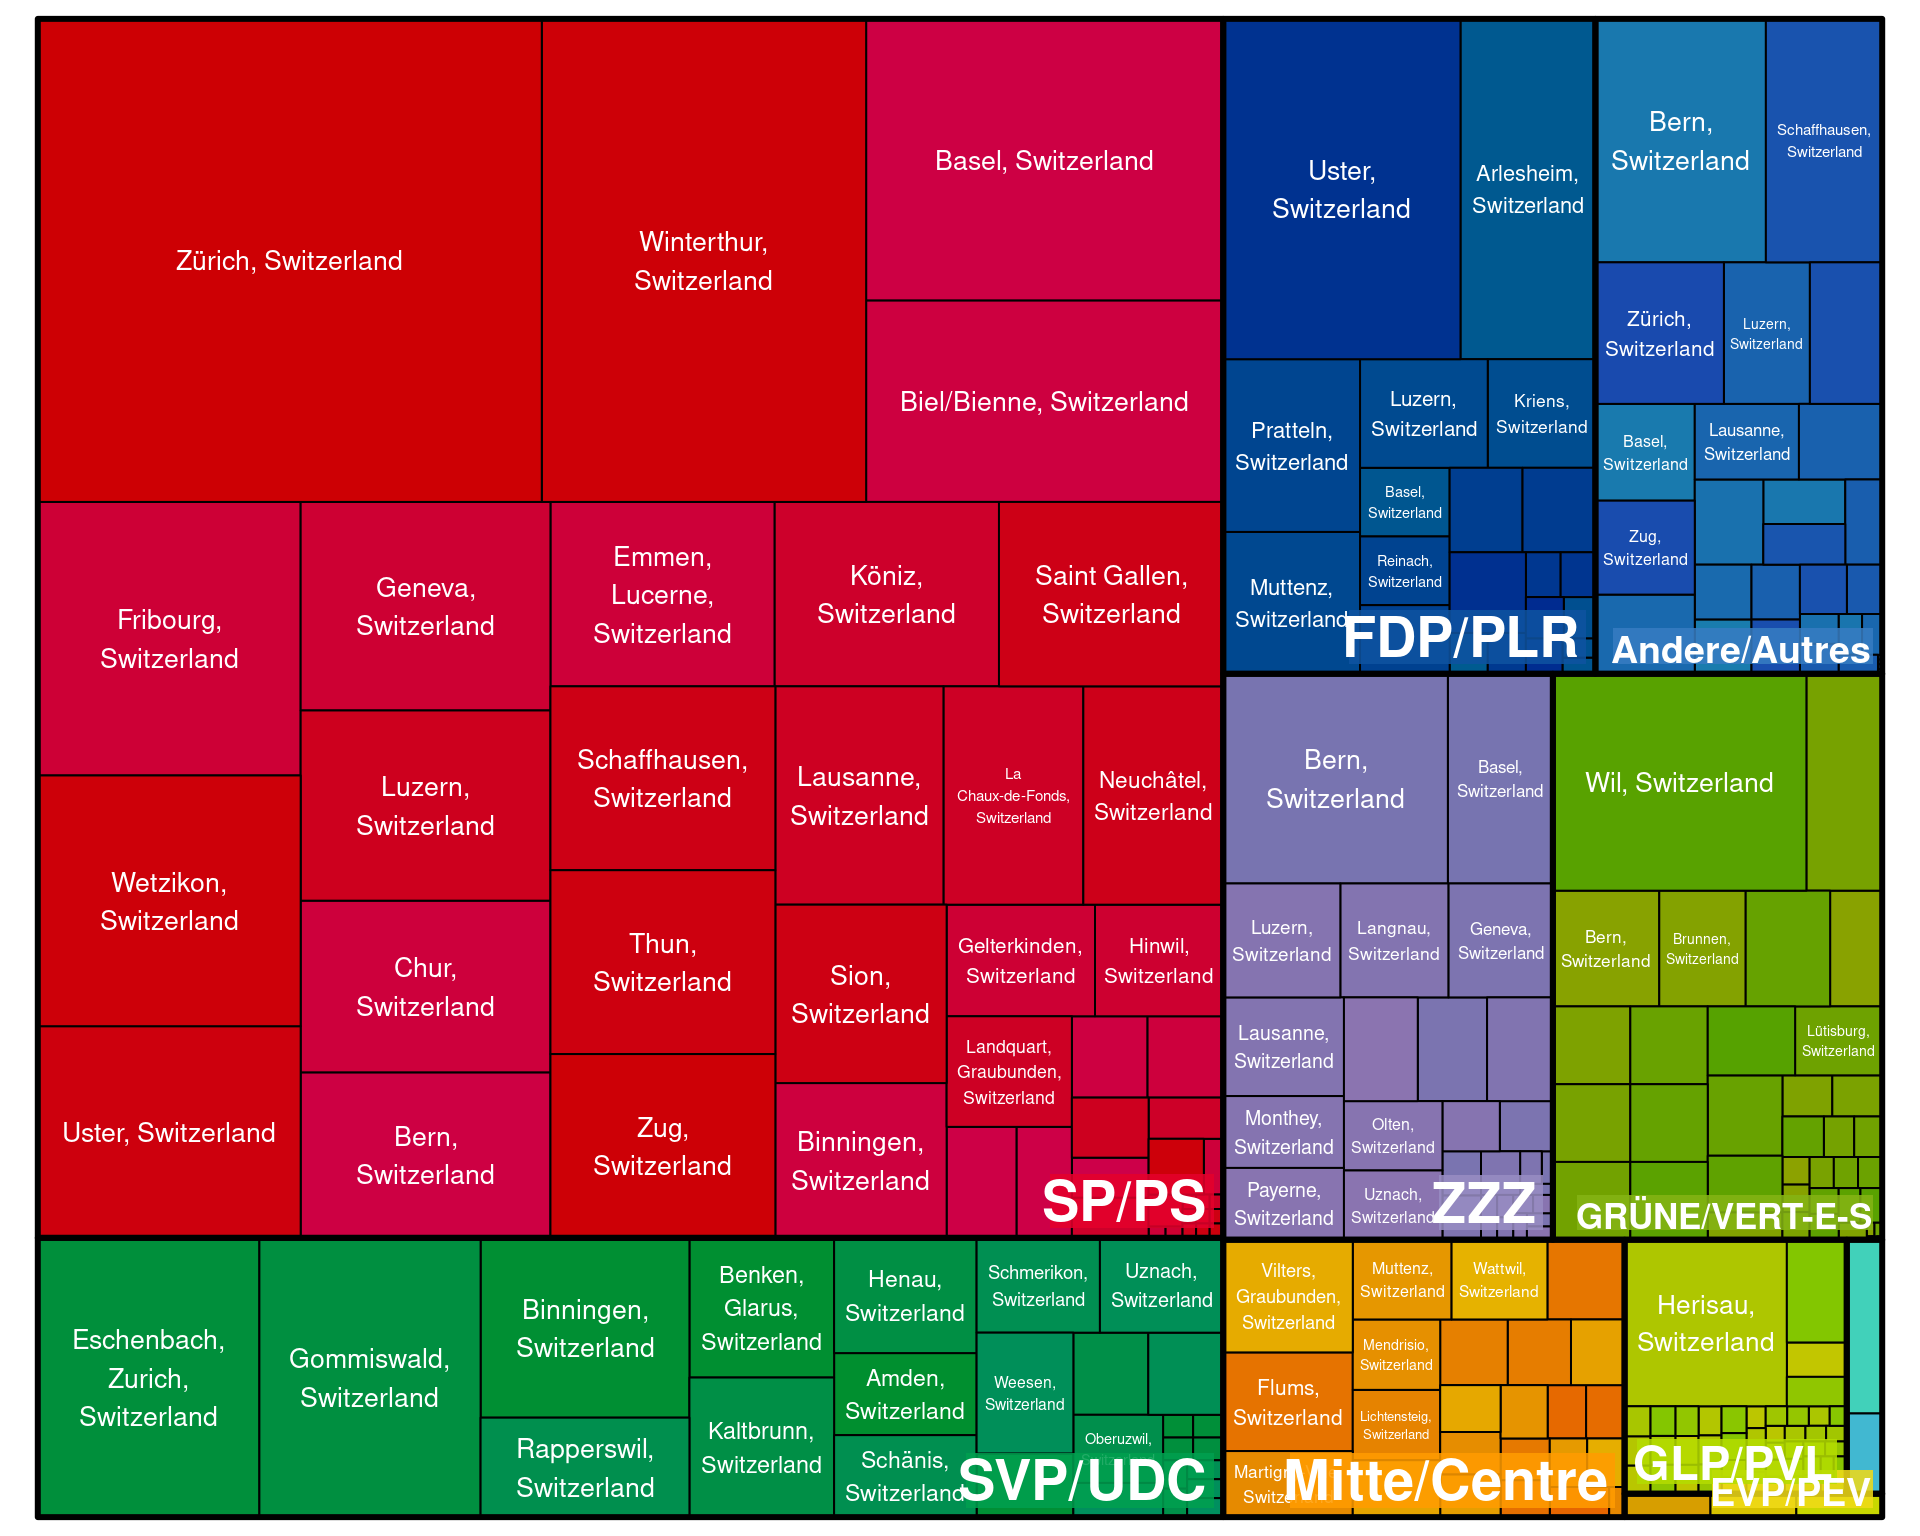 Zürich, Switzerland
Winterthur,
Switzerland
Basel, Switzerland
Biel/Bienne, Switzerland
Fribourg,
Switzerland
Geneva,
Switzerland
Emmen,
Lucerne,
Switzerland
Köniz,
Switzerland
Saint Gallen,
Switzerland
Wetzikon,
Switzerland
Luzern,
Switzerland
Schaffhausen,
Switzerland
Lausanne,
Switzerland
La
Chaux-de-Fonds,
Switzerland
Neuchâtel,
Switzerland
Chur,
Switzerland
Thun,
Switzerland
Sion,
Switzerland
Gelterkinden,
Switzerland
Hinwil,
Switzerland
Landquart,
Graubunden,
Switzerland
Uster, Switzerland
Bern,
Switzerland
Zug,
Switzerland
Binningen,
Switzerland
SP/PS
Uster,
Switzerland
Arlesheim,
Switzerland
Pratteln,
Switzerland
Luzern,
Switzerland
Kriens,
Switzerland
Basel,
Switzerland
Reinach,
Switzerland
Muttenz,
Switzerland
FDP/PLR
Bern,
Switzerland
Schaffhausen,
Switzerland
Zürich,
Switzerland
Luzern,
Switzerland
Basel,
Switzerland
Lausanne,
Switzerland
Zug,
Switzerland
Andere/Autres
Bern,
Switzerland
Basel,
Switzerland
Luzern,
Switzerland
Langnau,
Switzerland
Geneva,
Switzerland
Lausanne,
Switzerland
Monthey,
Switzerland
Olten,
Switzerland
Payerne,
Switzerland
Uznach,
Switzerland
ZZZ
Wil, Switzerland
Bern,
Switzerland
Brunnen,
Switzerland
Lütisburg,
Switzerland
GRÜNE/VERT-E-S
Eschenbach,
Zurich,
Switzerland
Gommiswald,
Switzerland
Binningen,
Switzerland
Rapperswil,
Switzerland
Benken,
Glarus,
Switzerland
Kaltbrunn,
Switzerland
Henau,
Switzerland
Amden,
Switzerland
Schänis,
Switzerland
Schmerikon,
Switzerland
Uznach,
Switzerland
Weesen,
Switzerland
Oberuzwil,
SVP/UDC
Vilters,
Graubunden,
Switzerland
Muttenz,
Switzerland
Wattwil,
Switzerland
Mendrisio,
Switzerland
Flums,
Switzerland
Lichtensteig,
Switzerland
Mitte/Centre
Herisau,
Switzerland
GLP/PVL
EVP/PEV